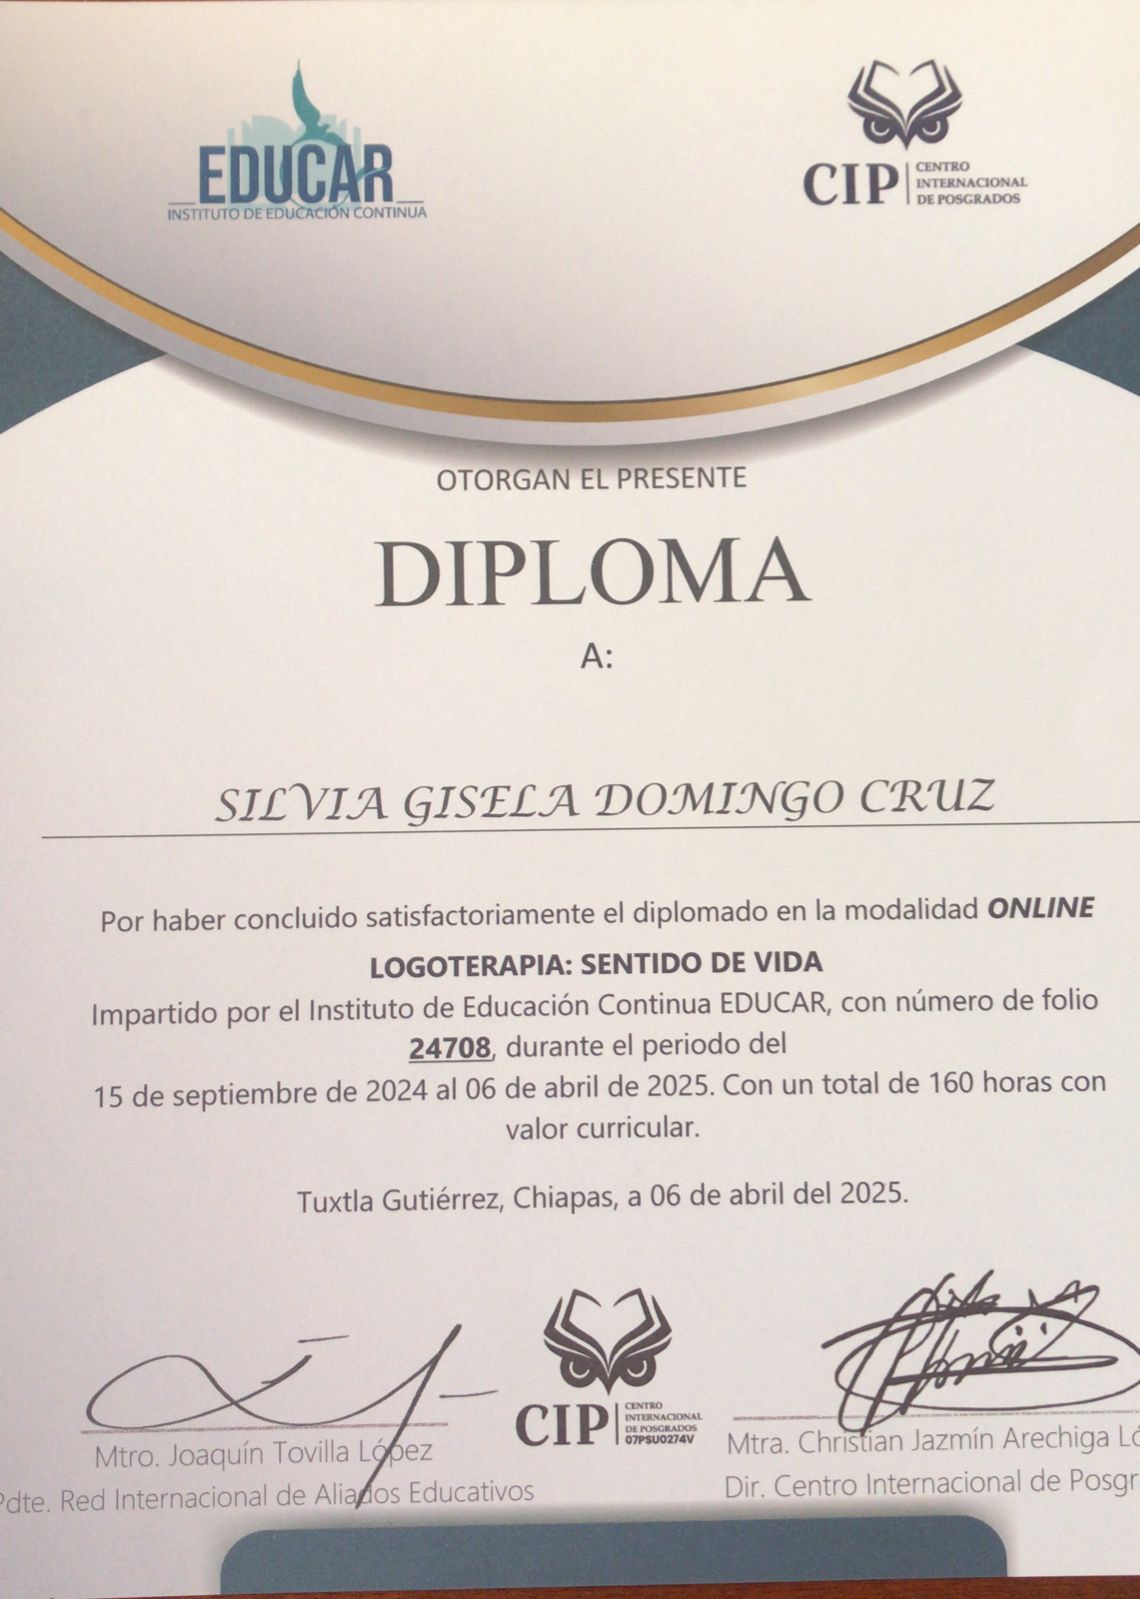 EDUCAR
INSTITUTO DE EDUCACIÓN CONTINUA
CIP
CENTRO
INTERNACIONAL
DE POSGRADOS
OTORGAN EL PRESENTE
DIPLOMA
A:
SILVIA GISELA DOMINGO CRUZ
Por haber concluido satisfactoriamente el diplomado en la modalidad ONLINE
LOGOTERAPIA: SENTIDO DE VIDA
Impartido por el Instituto de Educación Continua EDUCAR, con número de folio
24708, durante el periodo del
15 de septiembre de 2024 al 06 de abril de 2025. Con un total de 160 horas con
valor curricular.
Tuxtla Gutiérrez, Chiapas, a 06 de abril del 2025.
Mtro. Joaquín Tovilla López
Pdte. Red Internacional de Aliados Educativos
CIP
CENTRO
INTERNACIONAL
DE POSGRADOS
07PSU0274V
Mtra. Christian Jazmín Arechiga Ló
Dir. Centro Internacional de Posgr